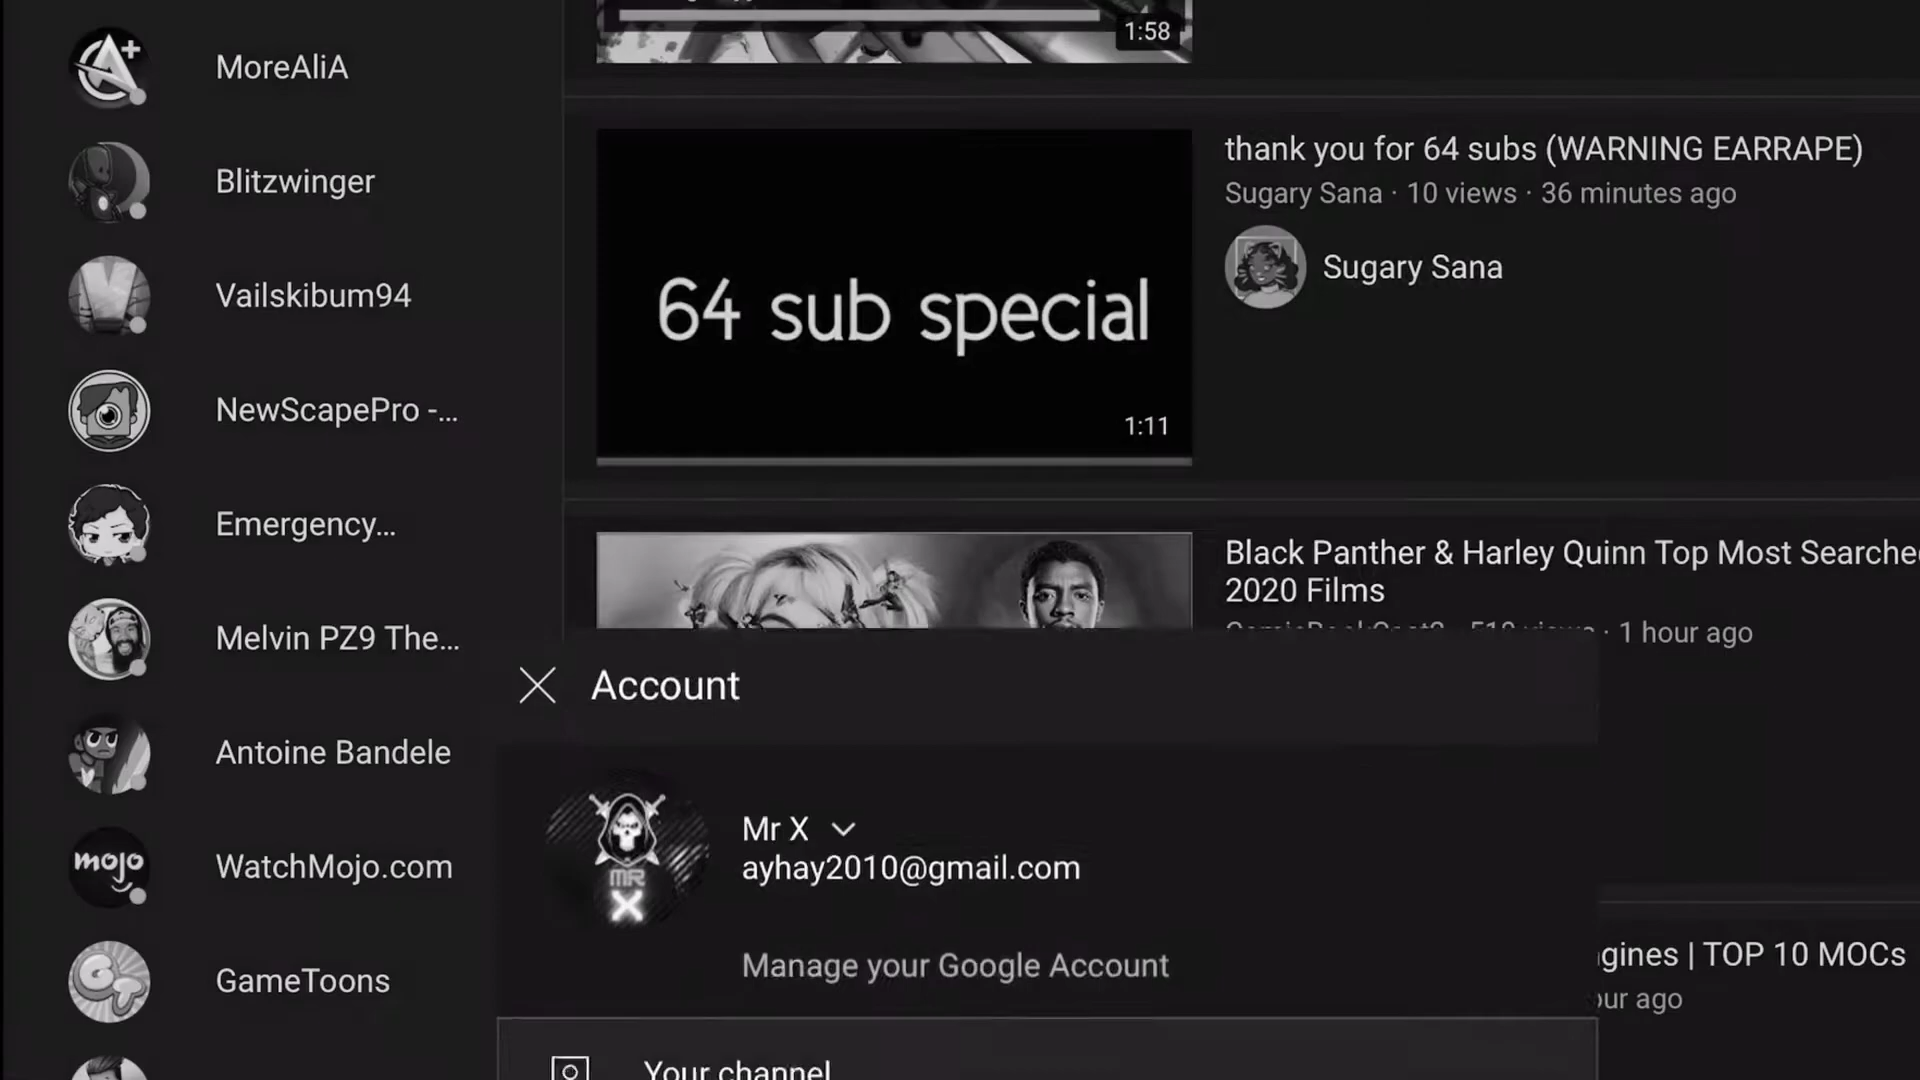 MoreAliA
Blitzwinger
Vailskibum94
NewScapePro -...
Emergency...
Melvin PZ9 The...
Antoine Bandele
mojo
WatchMojo.com
GameToons
1:58
64 sub special
1:11
thank you for 64 subs (WARNING EARRAPE)
Sugary Sana · 10 views · 36 minutes ago
Sugary Sana
Black Panther & Harley Quinn Top Most Searched
2020 Films
· 1 hour ago
Account
MR
X
Mr X
ayhay2010@gmail.com
Manage your Google Account
Your channel
| TOP 10 MOCs
ago